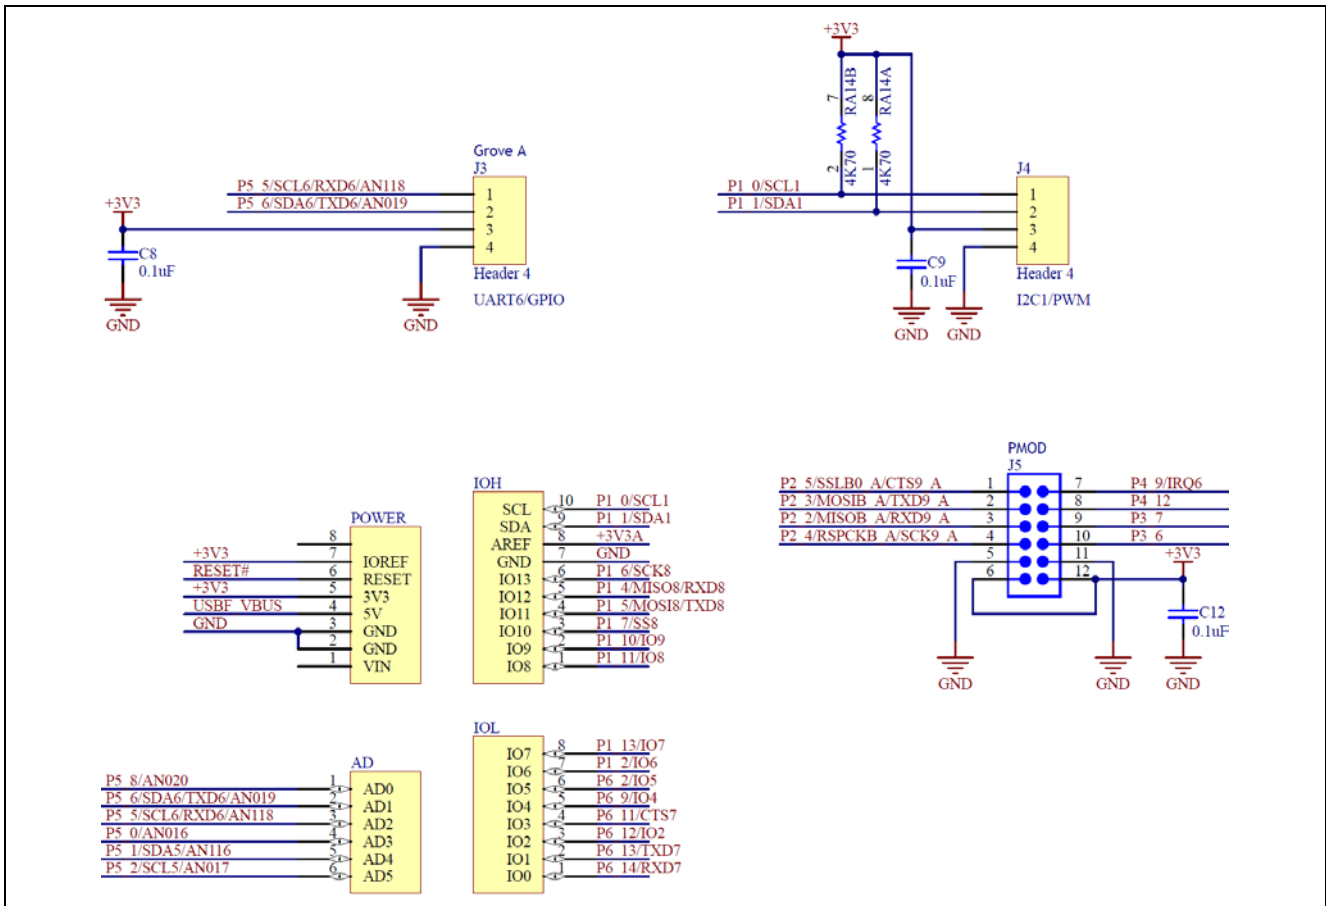 +3V3
7
RA14B
8
RA14A
2
4K70
1
4K70
Grove A
J3
P5_5/SCL6/RXD6/AN118
1
P5_6/SDA6/TXD6/AN019
2
+3V3
3
4
C8
0.1uF
Header 4
UART6/GPIO
GND
GND
J4
P1_0/SCL1
1
P1_1/SDA1
2
3
4
C9
0.1uF
Header 4
I2C1/PWM
GND
GND
POWER
8
+3V3
7
IOREF
RESET#
6
RESET
+3V3
5
3V3
USBF_VBUS
4
5V
GND
3
GND
2
GND
1
VIN
IOH
SCL
10
P1_0/SCL1
SDA
9
P1_1/SDA1
AREF
8
+3V3A
GND
7
GND
IO13
6
P1_6/SCK8
IO12
5
P1_4/MISO8/RXD8
IO11
4
P1_5/MOSI8/TXD8
IO10
3
P1_7/SS8
IO9
2
P1_10/IO9
IO8
1
P1_11/IO8
PMOD
J5
P2_5/SSLB0_A/CTS9_A
1
7
P4_9/IRQ6
P2_3/MOSIB_A/TXD9_A
2
8
P4_12
P2_2/MISOB_A/RXD9_A
3
9
P3_7
P2_4/RSPCKB_A/SCK9_A
4
10
P3_6
5
11
+3V3
6
12
C12
0.1uF
GND
GND
GND
AD
P5_8/AN020
1
AD0
P5_6/SDA6/TXD6/AN019
2
AD1
P5_5/SCL6/RXD6/AN118
3
AD2
P5_0/AN016
4
AD3
P5_1/SDA5/AN116
5
AD4
P5_2/SCL5/AN017
6
AD5
IOL
IO7
8
P1_13/IO7
IO6
7
P1_2/IO6
IO5
6
P6_2/IO5
IO4
5
P6_9/IO4
IO3
4
P6_11/CTS7
IO2
3
P6_12/IO2
IO1
2
P6_13/TXD7
IO0
1
P6_14/RXD7